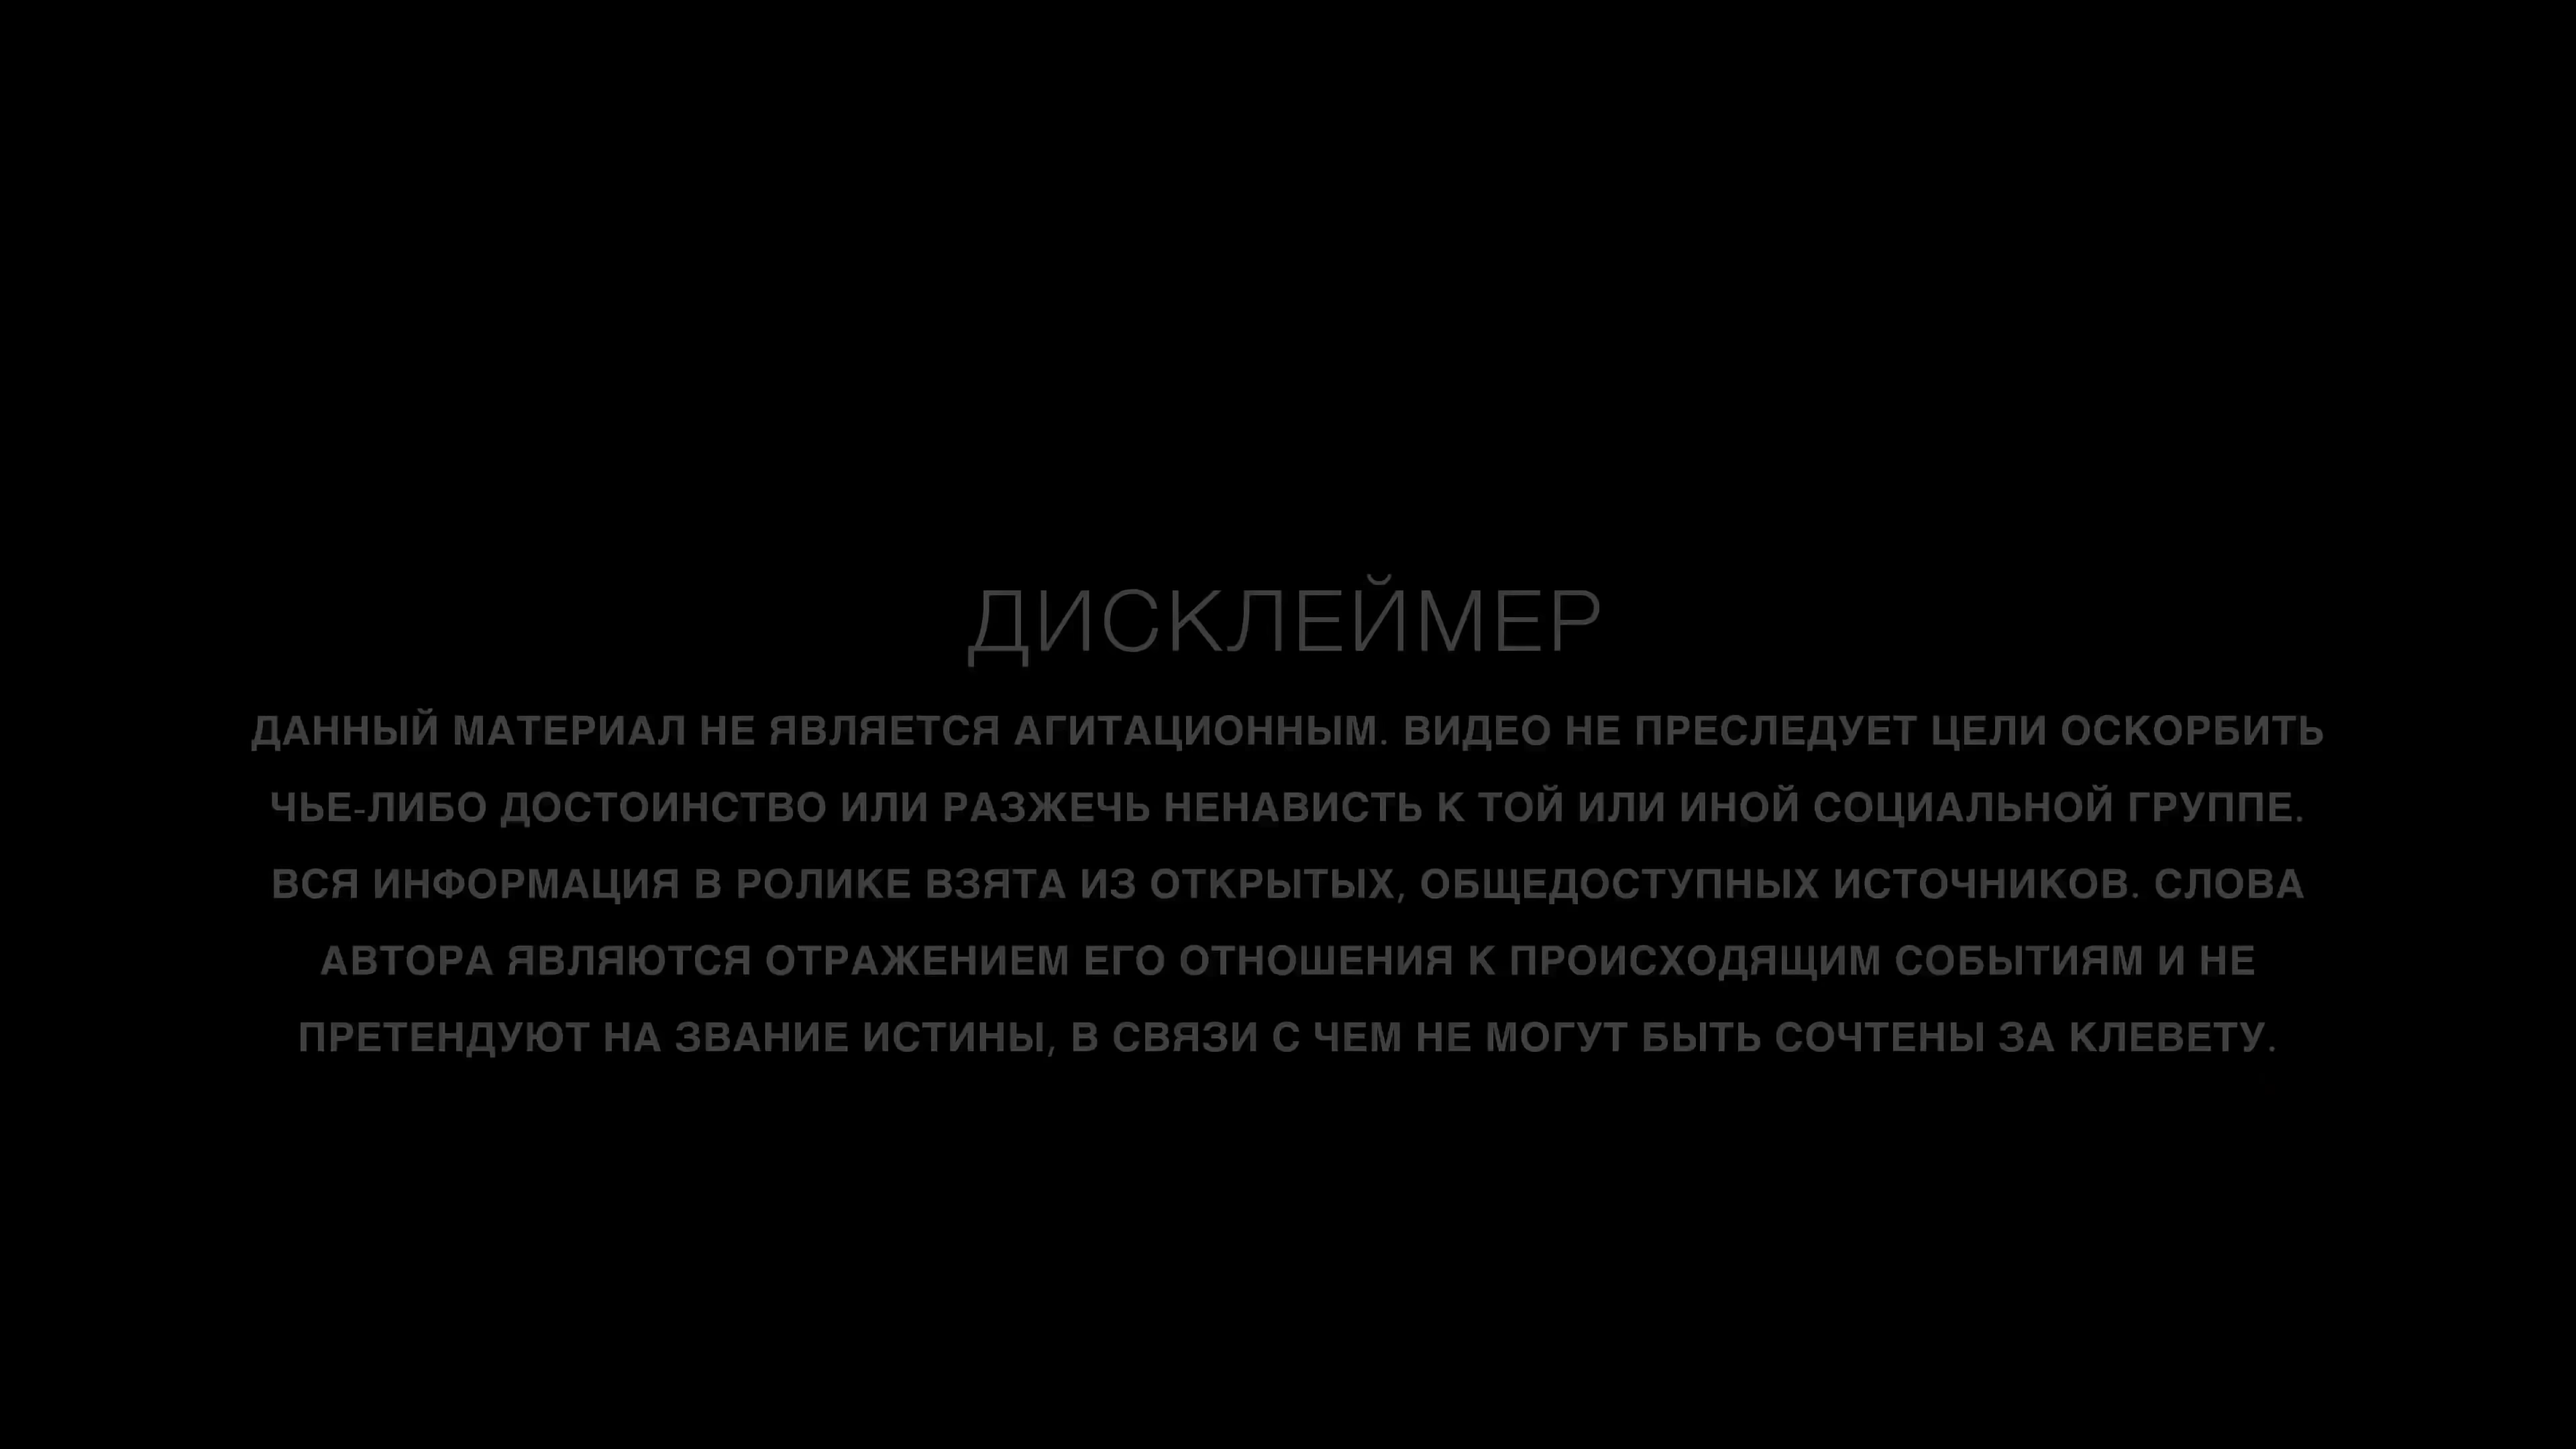 ДИСКЛЕЙМЕР
ДАННЫЙ МАТЕРИАЛ НЕ ЯВЛЯЕТСЯ АГИТАЦИОННЫМ. ВИДЕО НЕ ПРЕСЛЕДУЕТ ЦЕЛИ ОСКОРБИТЬ
ЧЬЕ-ЛИБО ДОСТОИНСТВО ИЛИ РАЗЖЕЧЬ НЕНАВИСТЬ К ТОЙ ИЛИ ИНОЙ СОЦИАЛЬНОЙ ГРУППЕ.
ВСЯ ИНФОРМАЦИЯ В РОЛИКЕ ВЗЯТА ИЗ ОТКРЫТЫХ, ОБЩЕДОСТУПНЫХ ИСТОЧНИКОВ. СЛОВА
АВТОРА ЯВЛЯЮТСЯ ОТРАЖЕНИЕМ ЕГО ОТНОШЕНИЯ К ПРОИСХОДЯЩИМ СОБЫТИЯМ И НЕ
ПРЕТЕНДУЮТ НА ЗВАНИЕ ИСТИНЫ, В СВЯЗИ С ЧЕМ НЕ МОГУТ БЫТЬ СОЧТЕНЫ ЗА КЛЕВЕТУ.